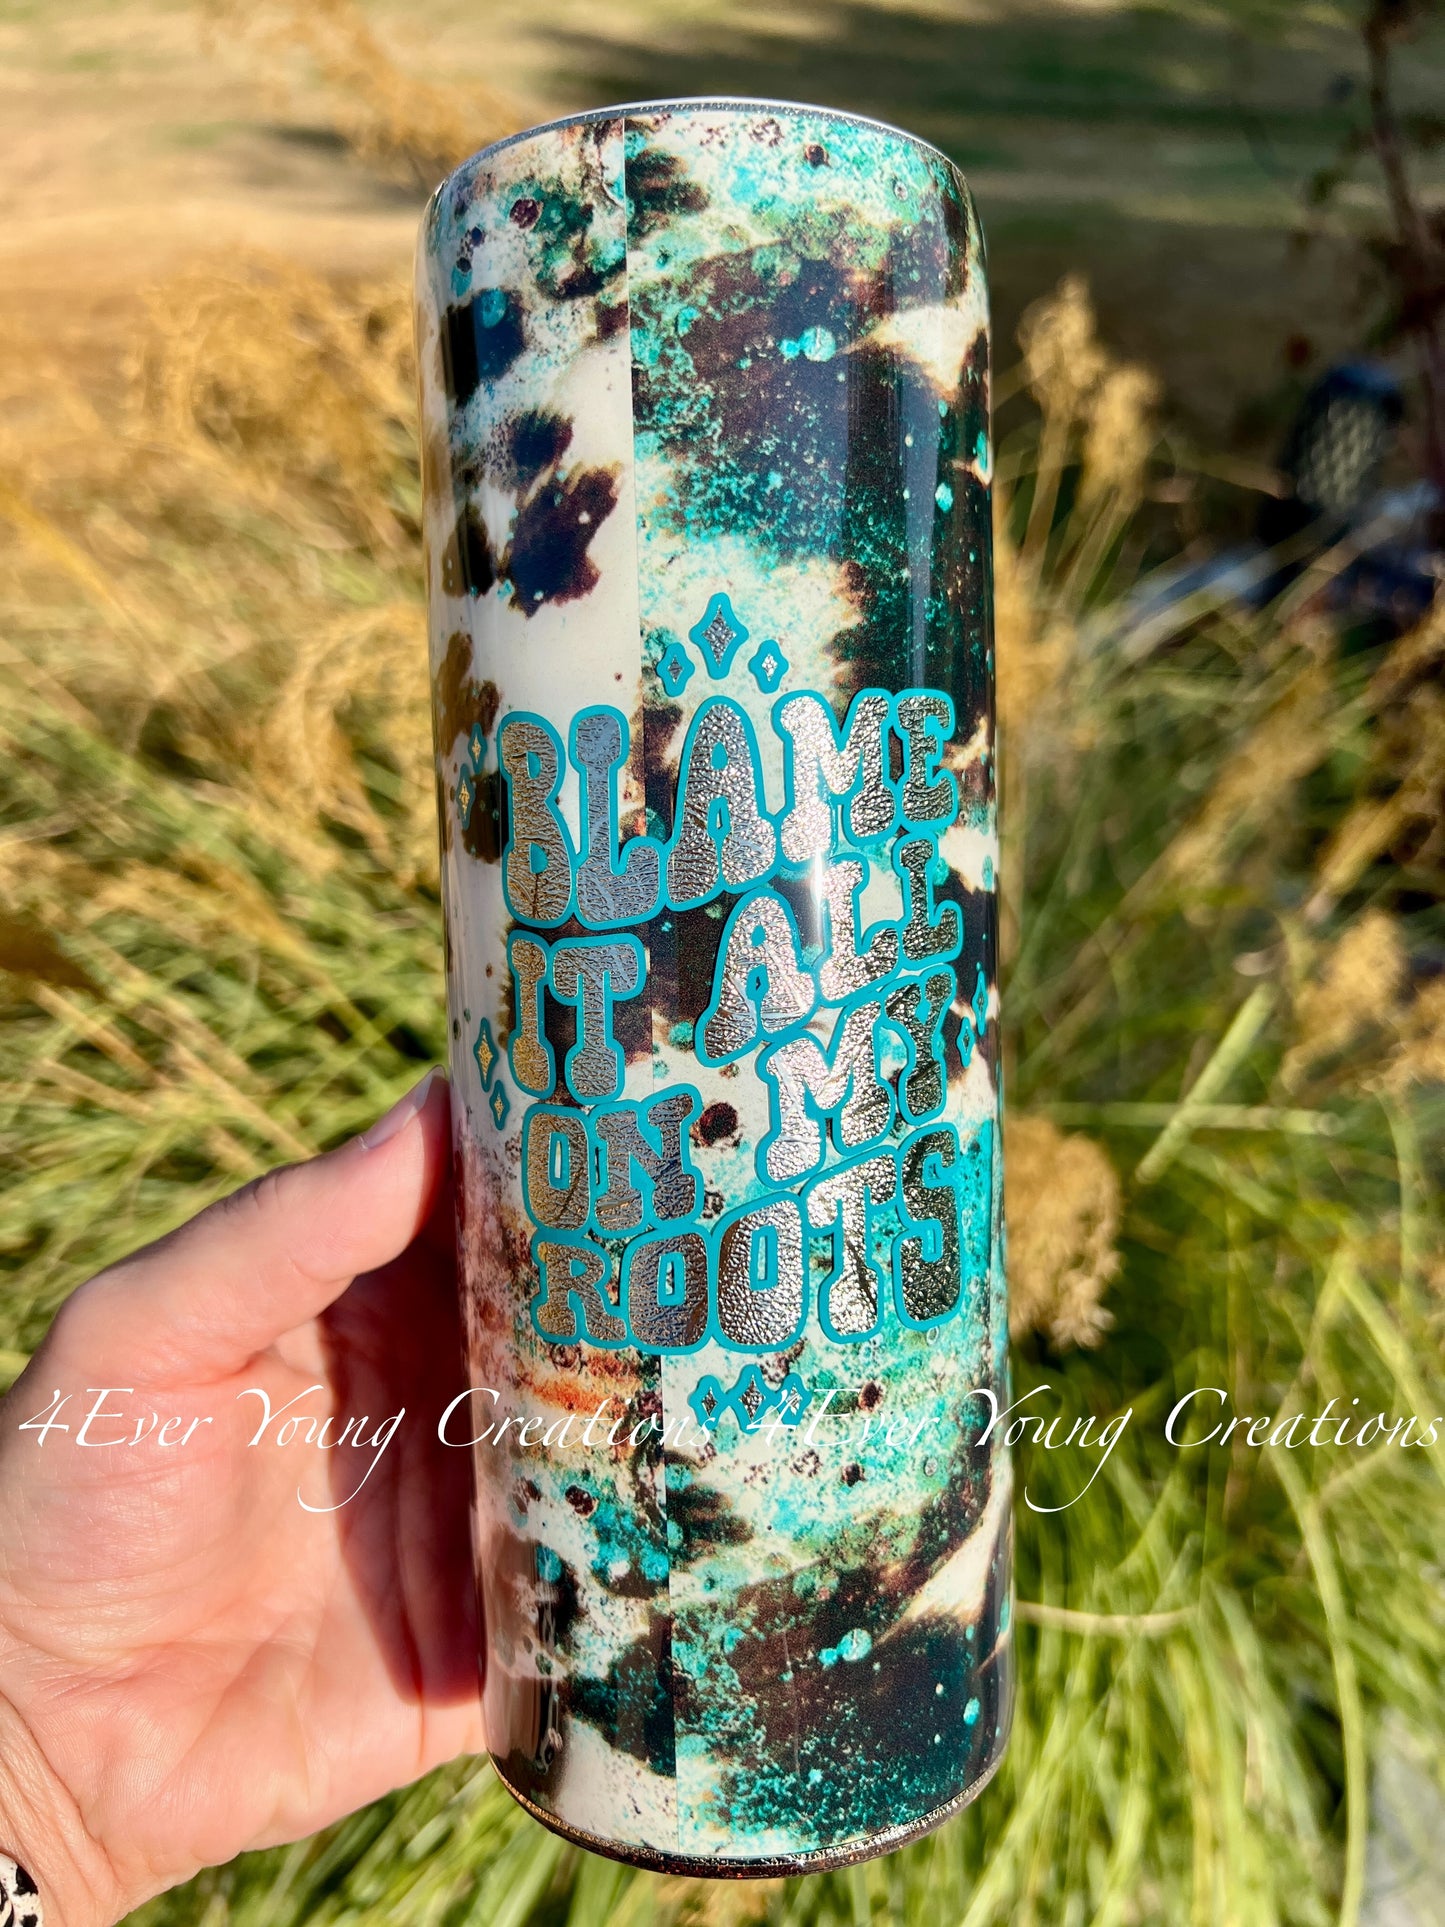 BLAME
IT ALL
ON MY
ROOTS
4Ever Young Creations 4Ever Young Creations